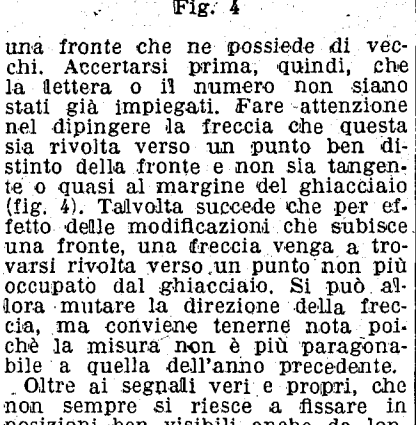 Fig. 4
una fronte che ne possiede di vec-
chi. Accertarsi prima, quindi, che
la lettera o il numero non siano
stati già impiegati. Fare attenzione
nel dipingere la freccia che questa
sia rivolta verso un punto ben di-
stinto della fronte e non sia tangen-
te o quasi al margine del ghiacciaio
(fig. 4). Talvolta succede che per ef-
fetto delle modificazioni che subisce
una fronte, una freccia venga a tro-
varsi rivolta verso un punto non più
occupato dal ghiacciaio. Si può al-
lora mutare la direzione della frec-
cia, ma conviene tenerne nota poi-
chè la misura non è più paragona-
bile a quella dell'anno precedente.
Oltre ai segnali veri e propri, che
non sempre si riesce a fissare in
posizioni ben visibili anche da lon-